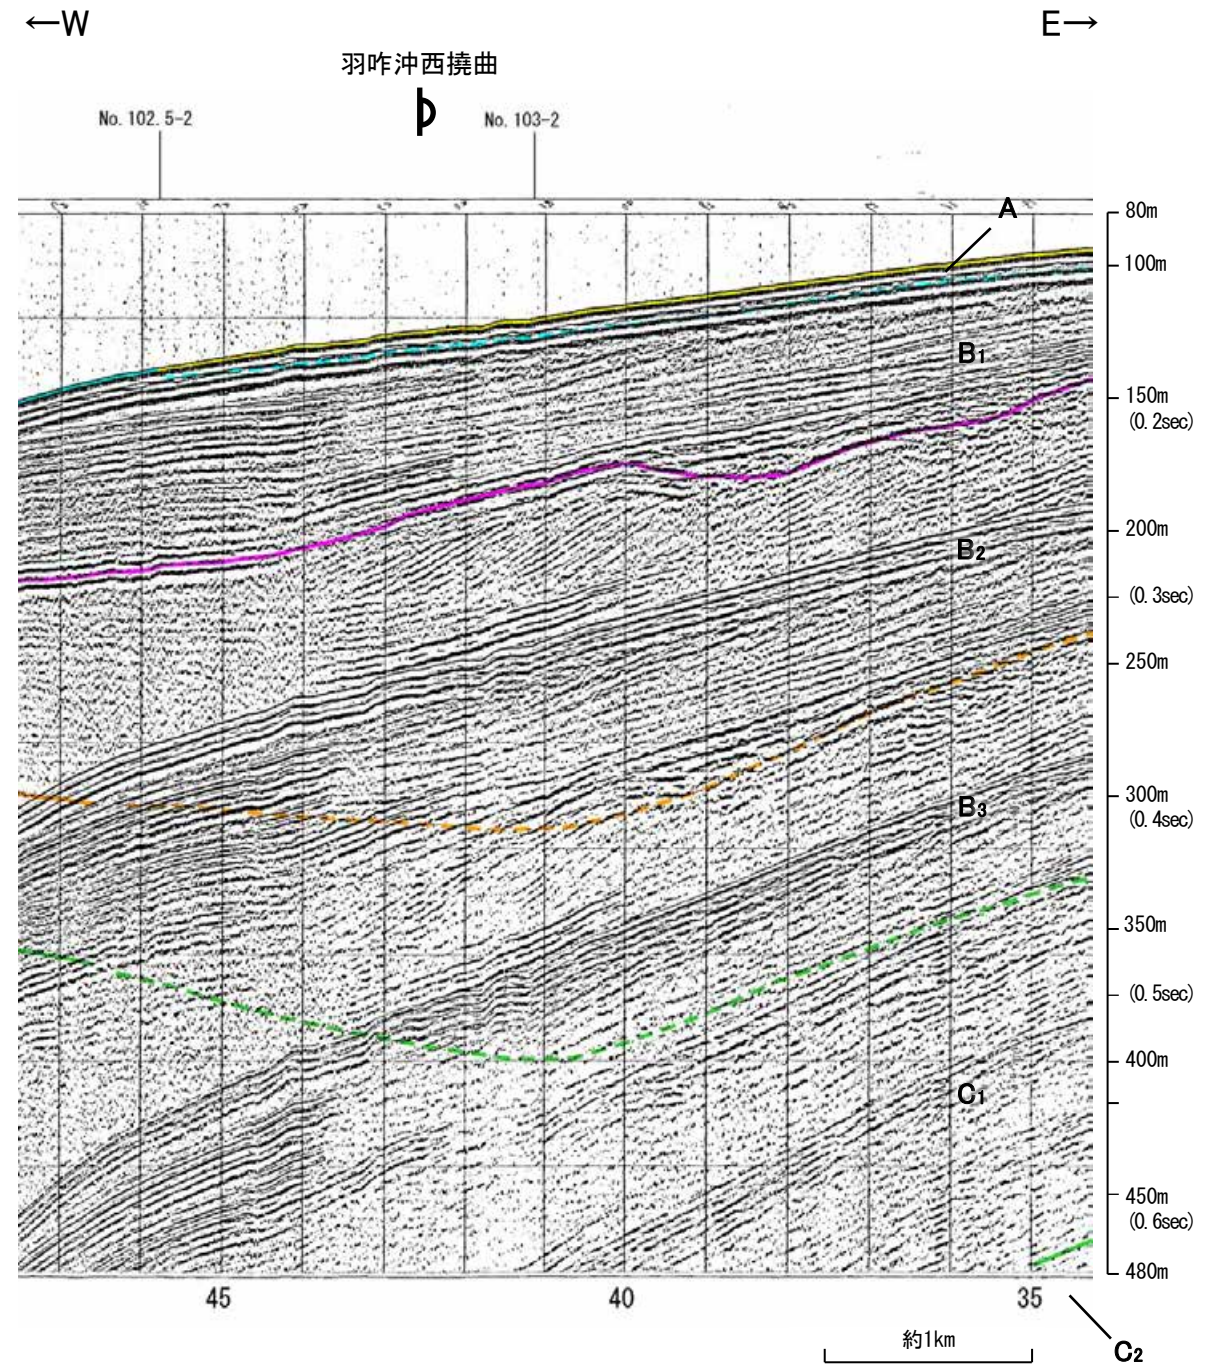 ←W
E→
羽咋沖西撓曲
No. 102. 5-2
No. 103-2
A
80m
100m
B1
150m
(0. 2sec)
200m
B2
(0. 3sec)
250m
300m
B3
(0. 4sec)
350m
(0. 5sec)
400m
C1
450m
(0. 6sec)
480m
45
40
35
約1km
C2